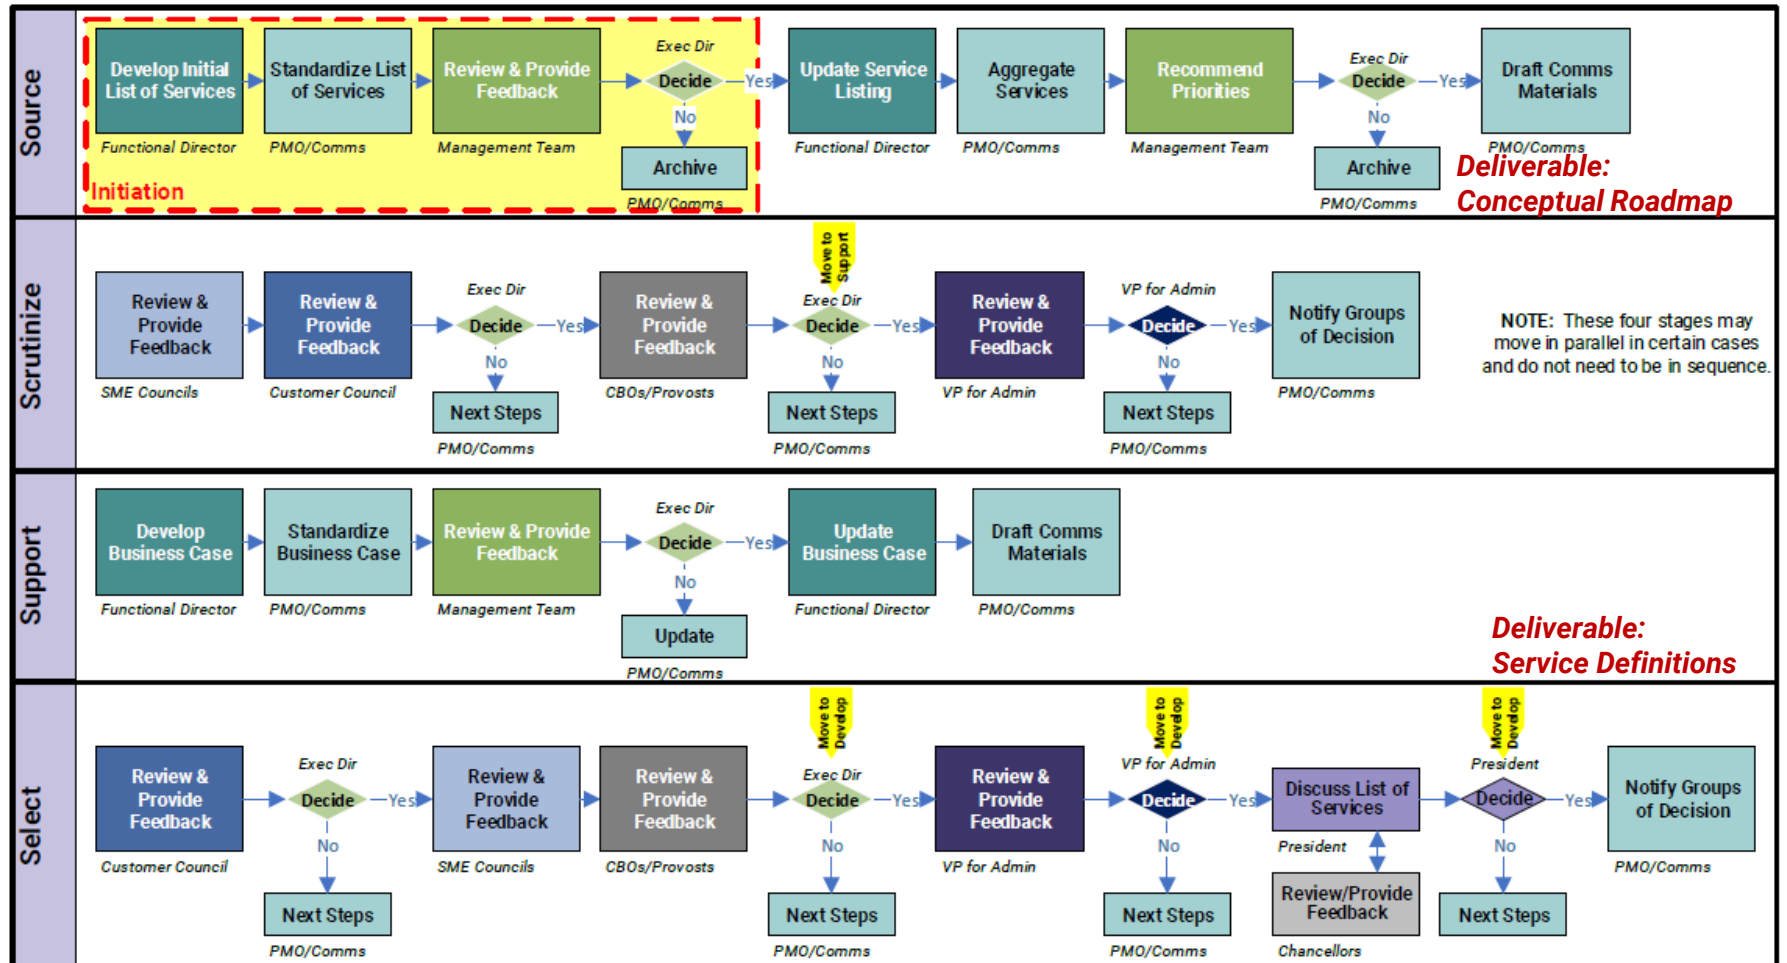 Source
Exec Dir
Develop Initial
List of Services
Standardize List
of Services
Review & Provide
Feedback
Decide
Yes
No
Archive
Functional Director
PMO/Comms
Management Team
PMO/Comms
Initiation
Update Service
Listing
Aggregate
Services
Recommend
Priorities
Exec Dir
Decide
Yes
No
Archive
Draft Comms
Materials
Functional Director
PMO/Comms
Management Team
PMO/Comms
PMO/Comms
Deliverable:
Conceptual Roadmap
Scrutinize
Review &
Provide
Feedback
SME Councils
Review &
Provide
Feedback
Customer Council
Exec Dir
Decide
Yes
No
Next Steps
PMO/Comms
Review &
Provide
Feedback
CBOs/Provosts
Move to
Support
Exec Dir
Decide
Yes
No
Next Steps
PMO/Comms
Review &
Provide
Feedback
VP for Admin
VP for Admin
Decide
Yes
No
Next Steps
PMO/Comms
Notify Groups
of Decision
PMO/Comms
NOTE: These four stages may
move in parallel in certain cases
and do not need to be in sequence.
Support
Develop
Business Case
Functional Director
Standardize
Business Case
PMO/Comms
Review & Provide
Feedback
Management Team
Exec Dir
Decide
Yes
No
Update
PMO/Comms
Update
Business Case
Functional Director
Draft Comms
Materials
PMO/Comms
Deliverable:
Service Definitions
Select
Review &
Provide
Feedback
Customer Council
Exec Dir
Decide
Yes
No
Next Steps
PMO/Comms
Review &
Provide
Feedback
SME Councils
Review &
Provide
Feedback
CBOs/Provosts
Move to
Develop
Exec Dir
Decide
Yes
No
Next Steps
PMO/Comms
Review &
Provide
Feedback
VP for Admin
Move to
Develop
VP for Admin
Decide
Yes
No
Next Steps
PMO/Comms
Discuss List of
Services
President
Review/Provide
Feedback
Chancellors
Move to
Develop
President
Decide
Yes
No
Next Steps
Notify Groups
of Decision
PMO/Comms